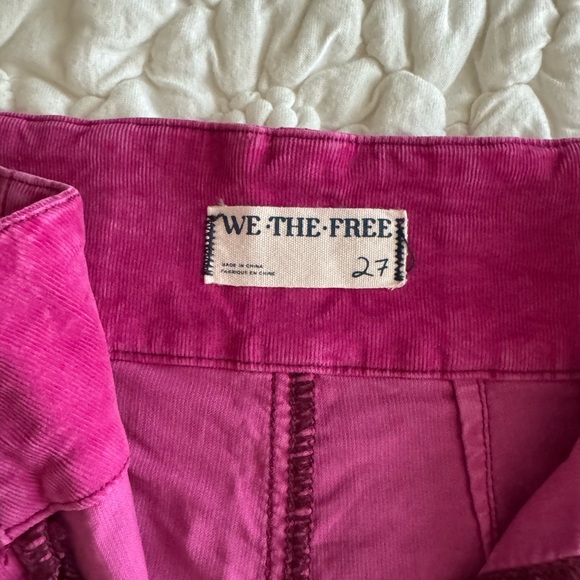 WE·THE·FREE
MADE IN CHINA
FABRIQUÉ EN CHINE
27